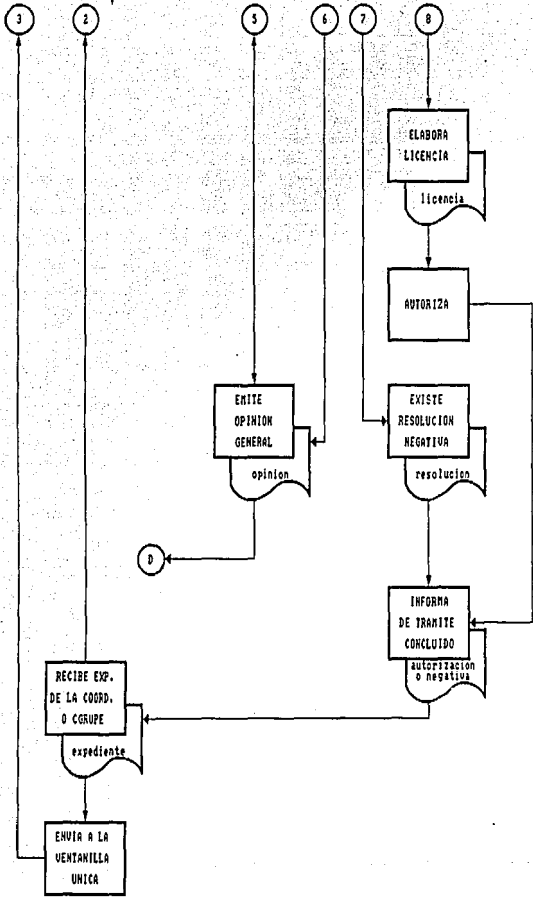 3 2 5 6 7 8
ELABORA
LICENCIA
licencia
AUTORIZA
EMITE
OPINION
GENERAL
opinion
EXISTE
RESOLUCION
NEGATIVA
resolucion
D
INFORMA
DE TRAMITE
CONCLUIDO
autorizacion
o negativa
RECIBE EXP.
DE LA COORD.
O CGRUPE
expediente
ENVIA A LA
VENTANILLA
UNICA